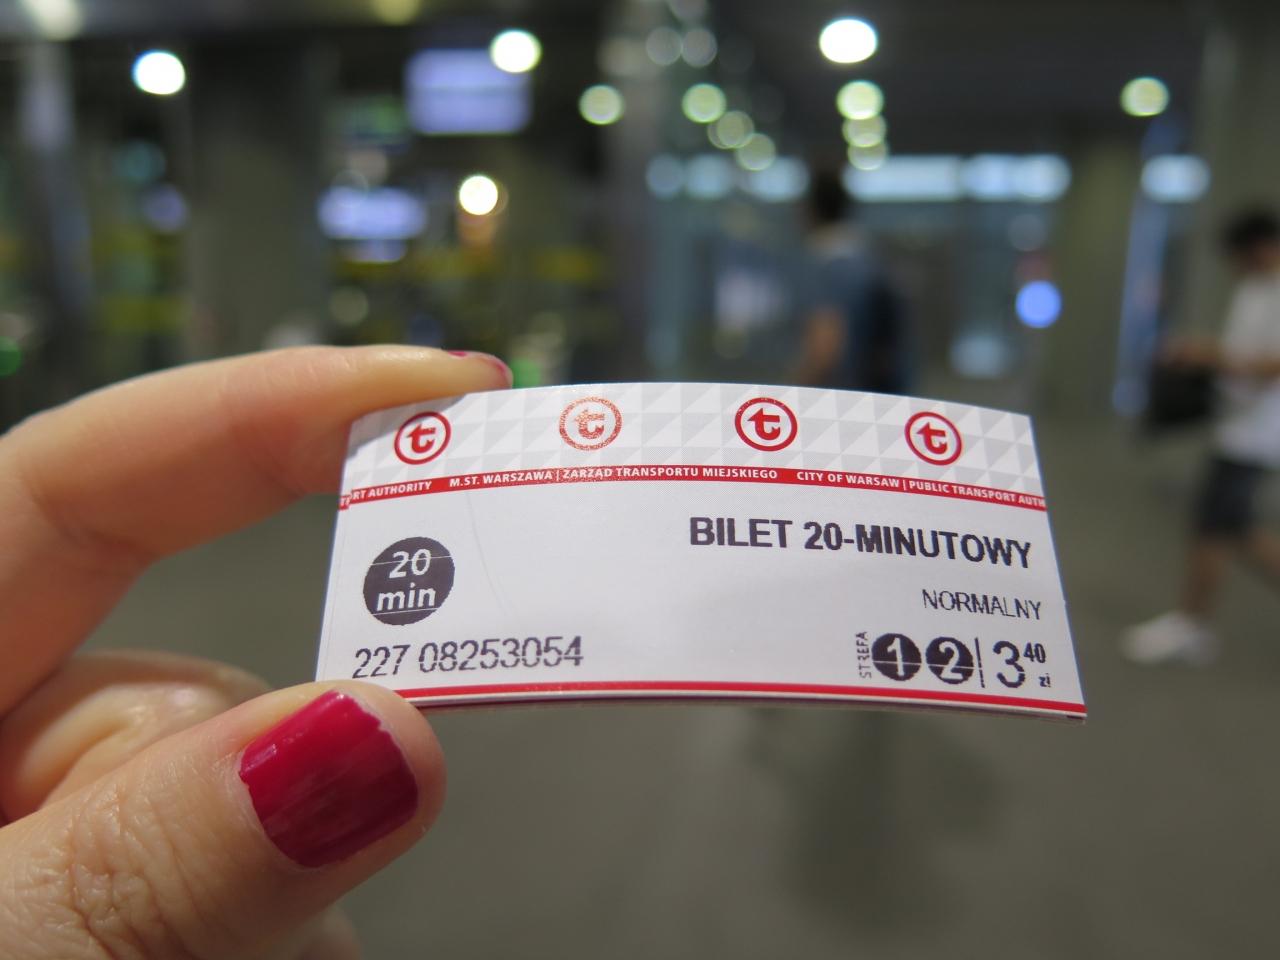 t t t t
RT AUTHORITY M.ST. WARSZAWA | ZARZĄD TRANSPORTU MIEJSKIEGO CITY OF WARSAW | PUBLIC TRANSPORT AUTH
BILET 20-MINUTOWY
20
min
NORMALNY
227 08253054
STREFA 1 2 | 3 40 zł